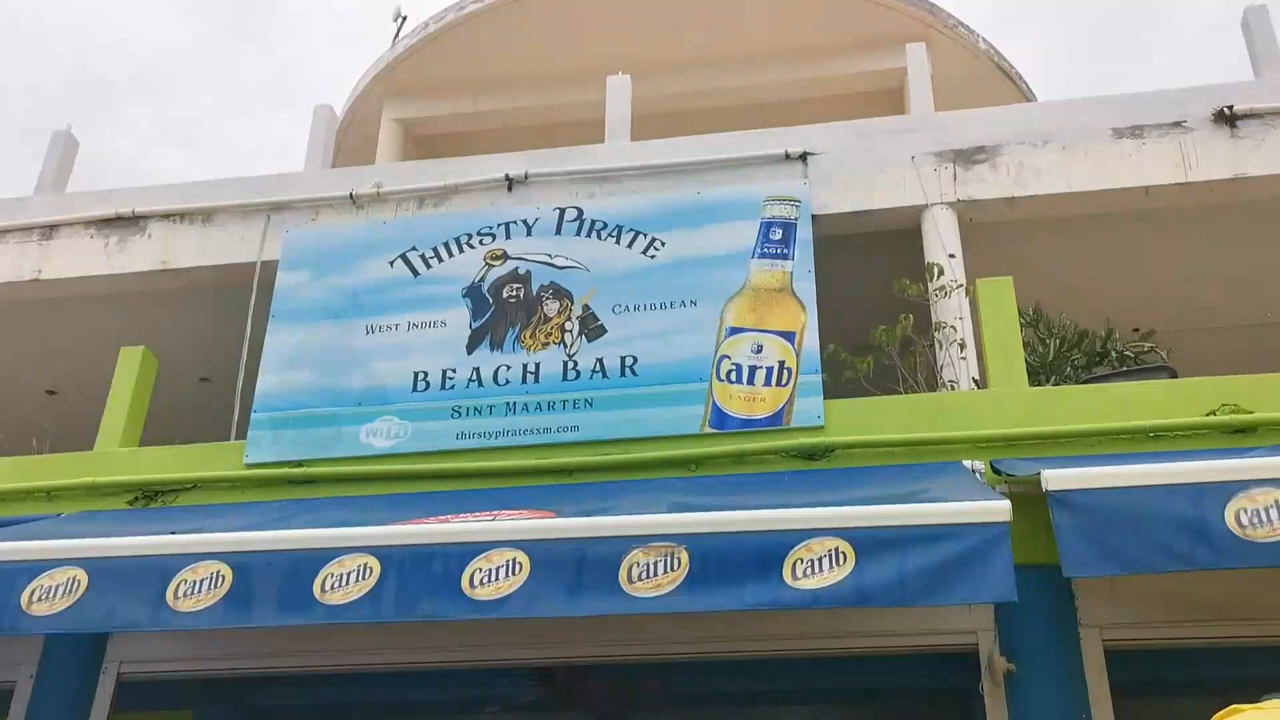 THIRSTY PIRATE
WEST INDIES
CARIBBEAN
BEACH BAR
SINT MAARTEN
WiFi
thirstypiratesxm.com
LAGER
Carib
LAGER
Carib
Carib
Carib
Carib
Carib
Carib
Carib